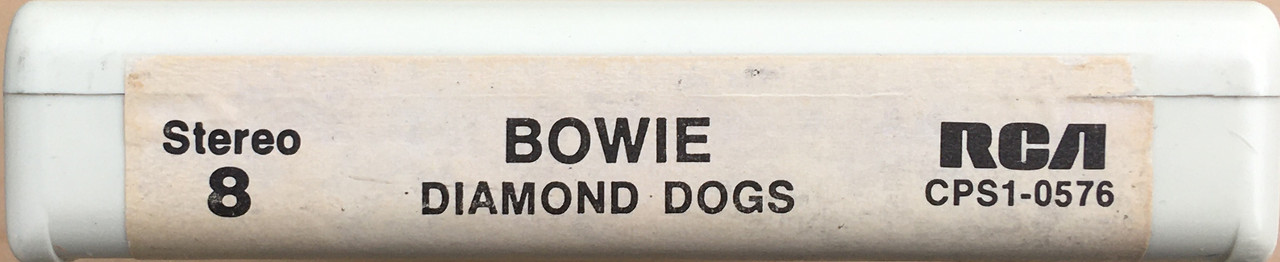 Stereo
8
BOWIE
DIAMOND DOGS
RCA
CPS1-0576